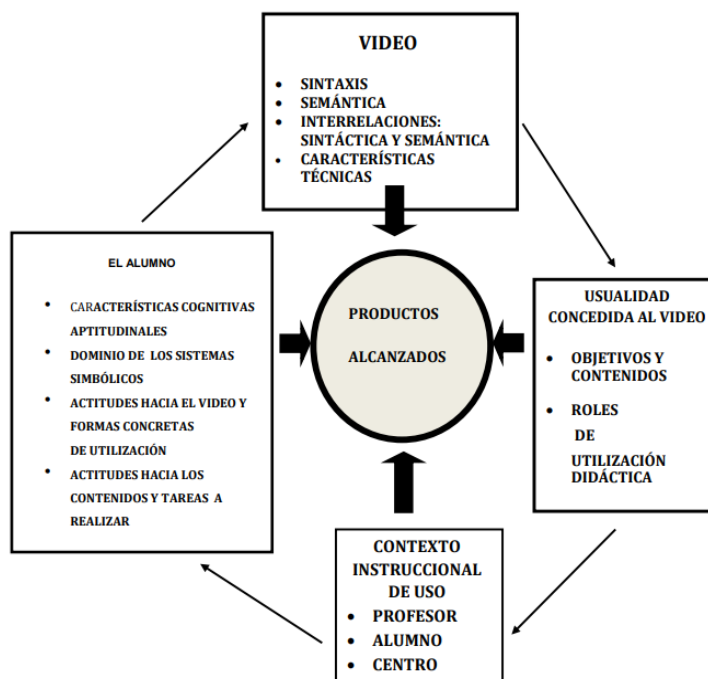 VIDEO
• SINTAXIS
• SEMÁNTICA
• INTERRELACIONES:
SINTÁCTICA Y SEMÁNTICA
• CARACTERÍSTICAS
TÉCNICAS
EL ALUMNO
• CARACTERÍSTICAS COGNITIVAS
APTITUDINALES
• DOMINIO DE LOS SISTEMAS
SIMBÓLICOS
• ACTITUDES HACIA EL VIDEO Y
FORMAS CONCRETAS
DE UTILIZACIÓN
• ACTITUDES HACIA LOS
CONTENIDOS Y TAREAS A
REALIZAR
PRODUCTOS
ALCANZADOS
USUALIDAD
CONCEDIDA AL VIDEO
• OBJETIVOS Y
CONTENIDOS
• ROLES
DE
UTILIZACIÓN
DIDÁCTICA
CONTEXTO
INSTRUCCIONAL
DE USO
• PROFESOR
• ALUMNO
• CENTRO